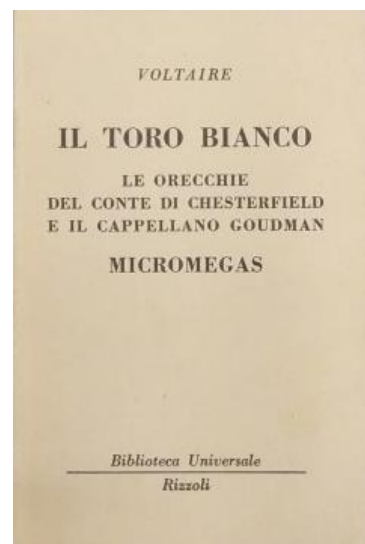 VOLTAIRE
IL TORO BIANCO
LE ORECCHIE
DEL CONTE DI CHESTERFIELD
E IL CAPPELLANO GOUDMAN
MICROMEGAS
Biblioteca Universale
Rizzoli